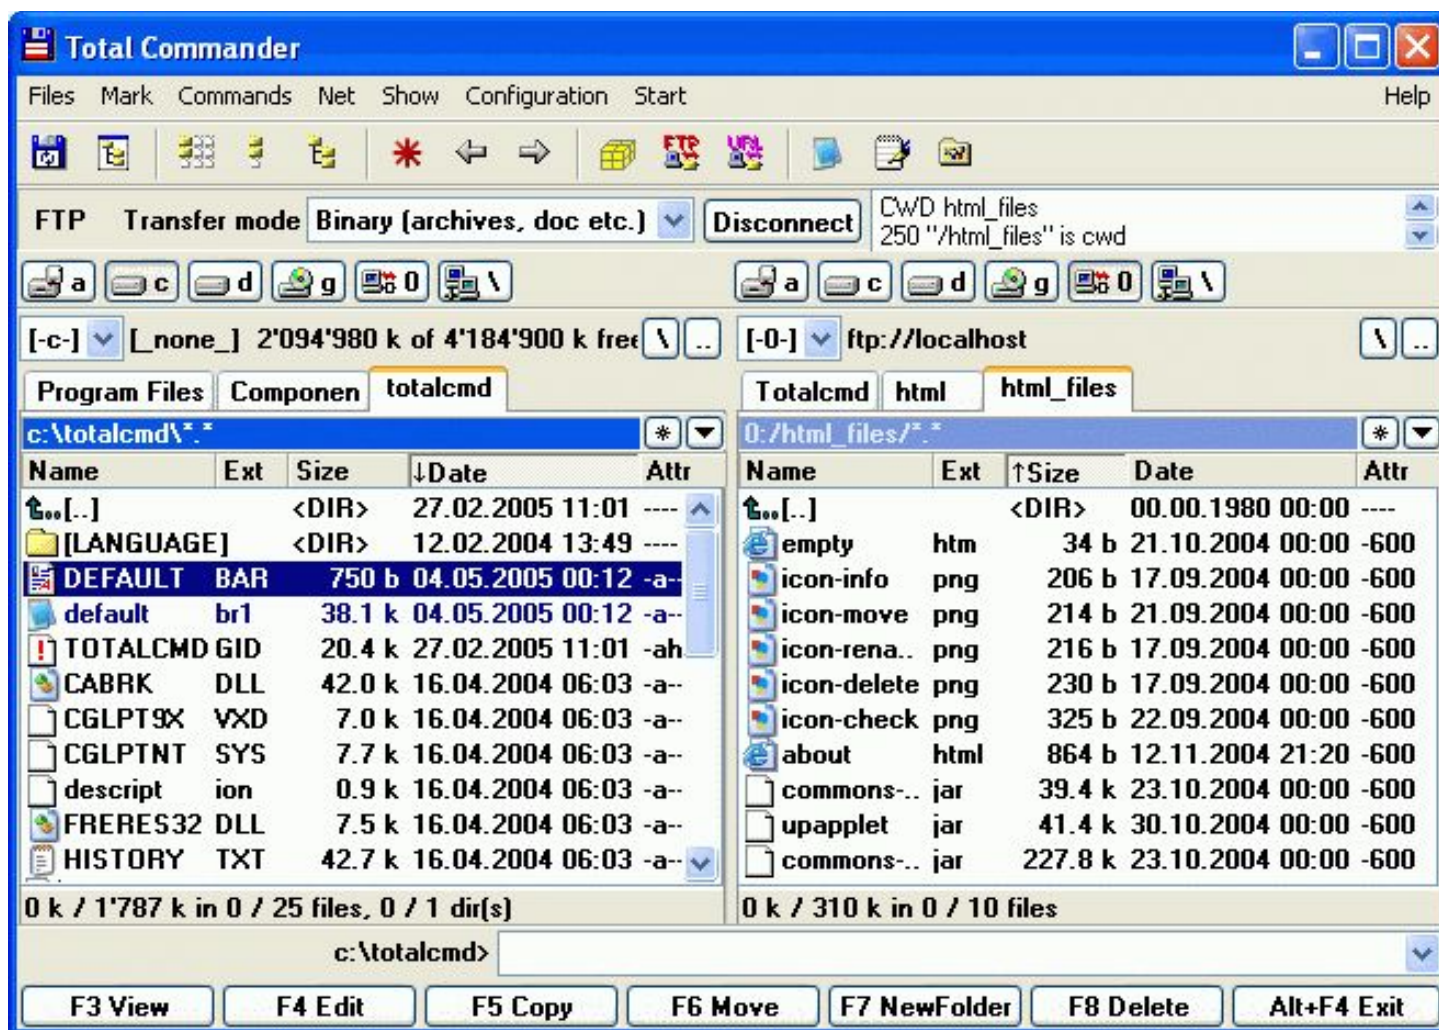 Total Commander
Files Mark Commands Net Show Configuration Start Help
FTP URL
FTP Transfer mode Binary (archives, doc etc.) Disconnect CWD html_files
250 "/html_files" is cwd
a c d g 0 \ a c d g 0 \
[-c-] [_none_] 2'094'980 k of 4'184'900 k free \ .. [-0-] ftp://localhost \ ..
Program Files Componen totalcmd Totalcmd html html_files
c:\totalcmd\*.* * 0:/html_files/*.* *
Name Ext Size ↓Date Attr Name Ext ↑Size Date Attr
[..] <DIR> 27.02.2005 11:01 ---- [..] <DIR> 00.00.1980 00:00 ----
[LANGUAGE] <DIR> 12.02.2004 13:49 ---- empty htm 34 b 21.10.2004 00:00 -600
DEFAULT BAR 750 b 04.05.2005 00:12 -a-- icon-info png 206 b 17.09.2004 00:00 -600
default br1 38.1 k 04.05.2005 00:12 -a-- icon-move png 214 b 21.09.2004 00:00 -600
TOTALCMD GID 20.4 k 27.02.2005 11:01 -ah- icon-rena.. png 216 b 17.09.2004 00:00 -600
CABRK DLL 42.0 k 16.04.2004 06:03 -a-- icon-delete png 230 b 17.09.2004 00:00 -600
CGLPT9X VXD 7.0 k 16.04.2004 06:03 -a-- icon-check png 325 b 22.09.2004 00:00 -600
CGLPTNT SYS 7.7 k 16.04.2004 06:03 -a-- about html 864 b 12.11.2004 21:20 -600
descript ion 0.9 k 16.04.2004 06:03 -a-- commons-.. jar 39.4 k 23.10.2004 00:00 -600
FRERES32 DLL 7.5 k 16.04.2004 06:03 -a-- upapplet jar 41.4 k 30.10.2004 00:00 -600
HISTORY TXT 42.7 k 16.04.2004 06:03 -a-- commons-.. jar 227.8 k 23.10.2004 00:00 -600
0 k / 1'787 k in 0 / 25 files, 0 / 1 dir(s) 0 k / 310 k in 0 / 10 files
c:\totalcmd>
F3 View F4 Edit F5 Copy F6 Move F7 NewFolder F8 Delete Alt+F4 Exit